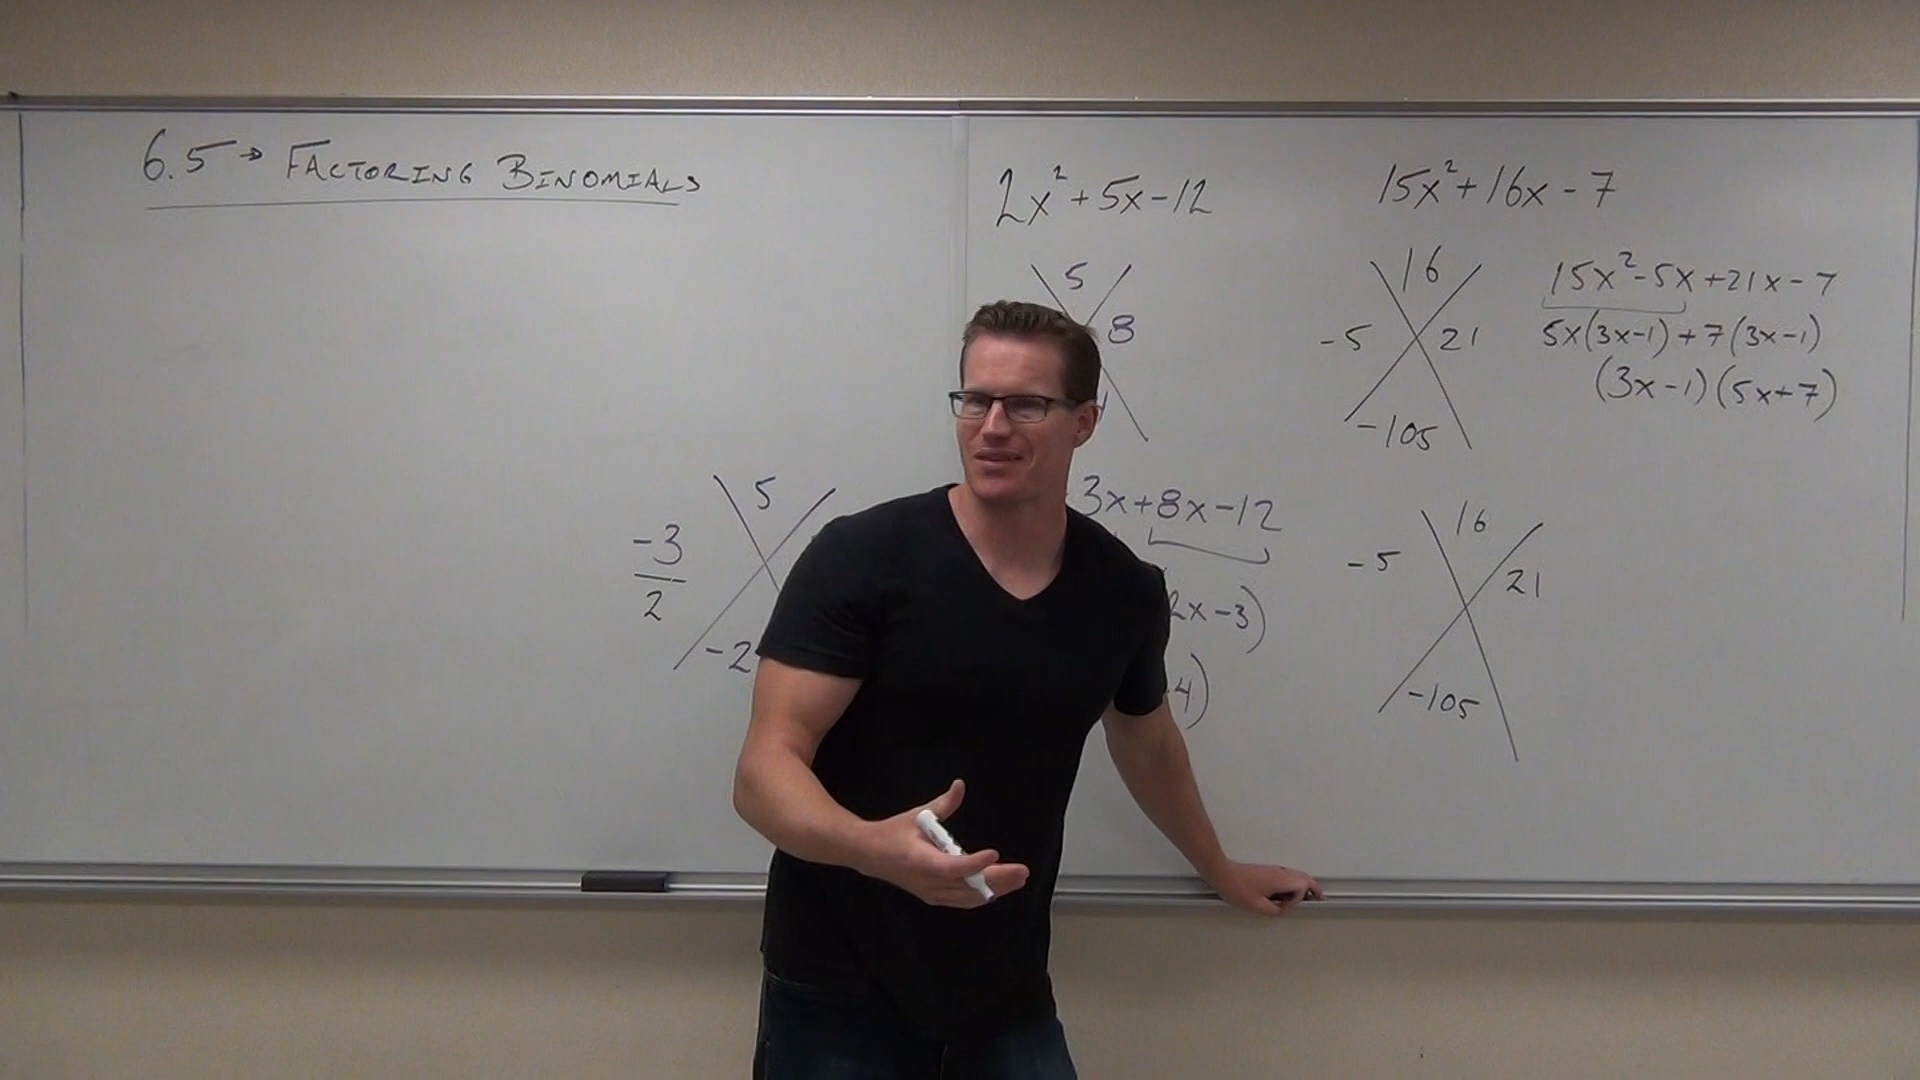 6.5 → FACTORING BINOMIALS
2x² + 5x - 12
5
8
5
-3
2
-2
3x + 8x - 12
2x - 3)
4)
15x² + 16x - 7
16
-5 21
-105
15x² - 5x + 21x - 7
5x(3x-1) + 7(3x-1)
(3x-1)(5x+7)
16
-5
21
-105